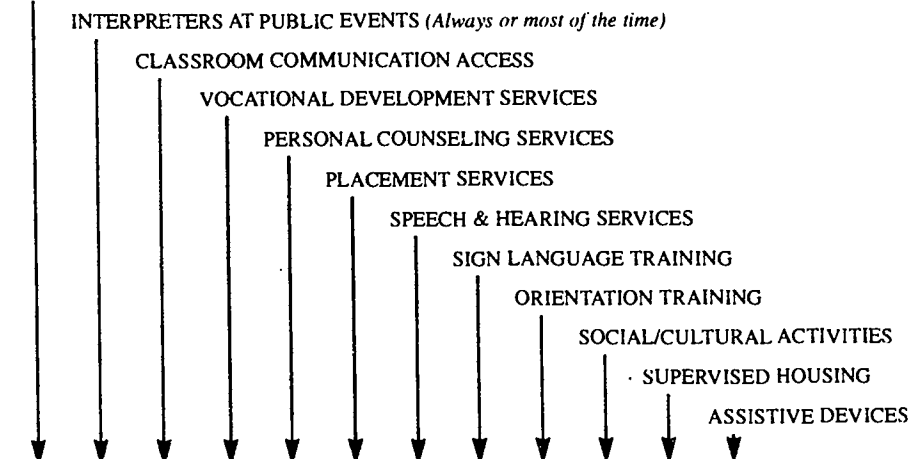 INTERPRETERS AT PUBLIC EVENTS (Always or most of the time)
CLASSROOM COMMUNICATION ACCESS
VOCATIONAL DEVELOPMENT SERVICES
PERSONAL COUNSELING SERVICES
PLACEMENT SERVICES
SPEECH & HEARING SERVICES
SIGN LANGUAGE TRAINING
ORIENTATION TRAINING
SOCIAL/CULTURAL ACTIVITIES
SUPERVISED HOUSING
ASSISTIVE DEVICES